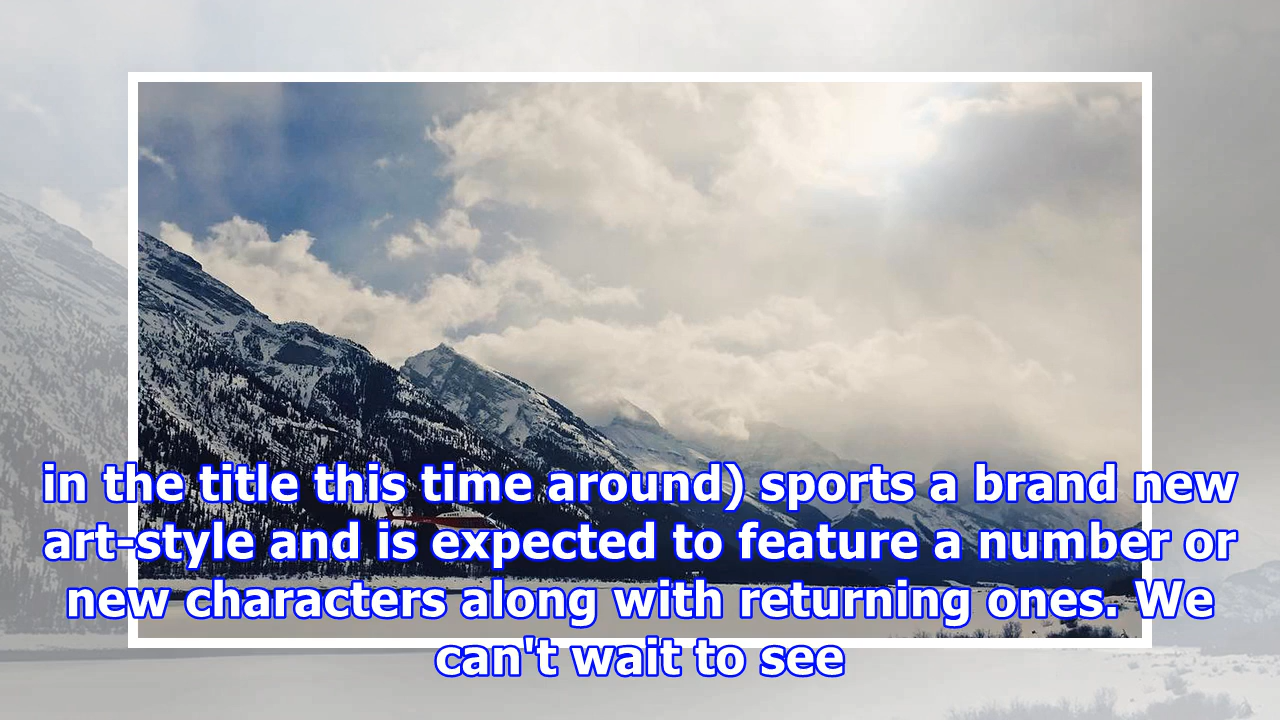 in the title this time around) sports a brand new
art-style and is expected to feature a number or
new characters along with returning ones. We
can't wait to see